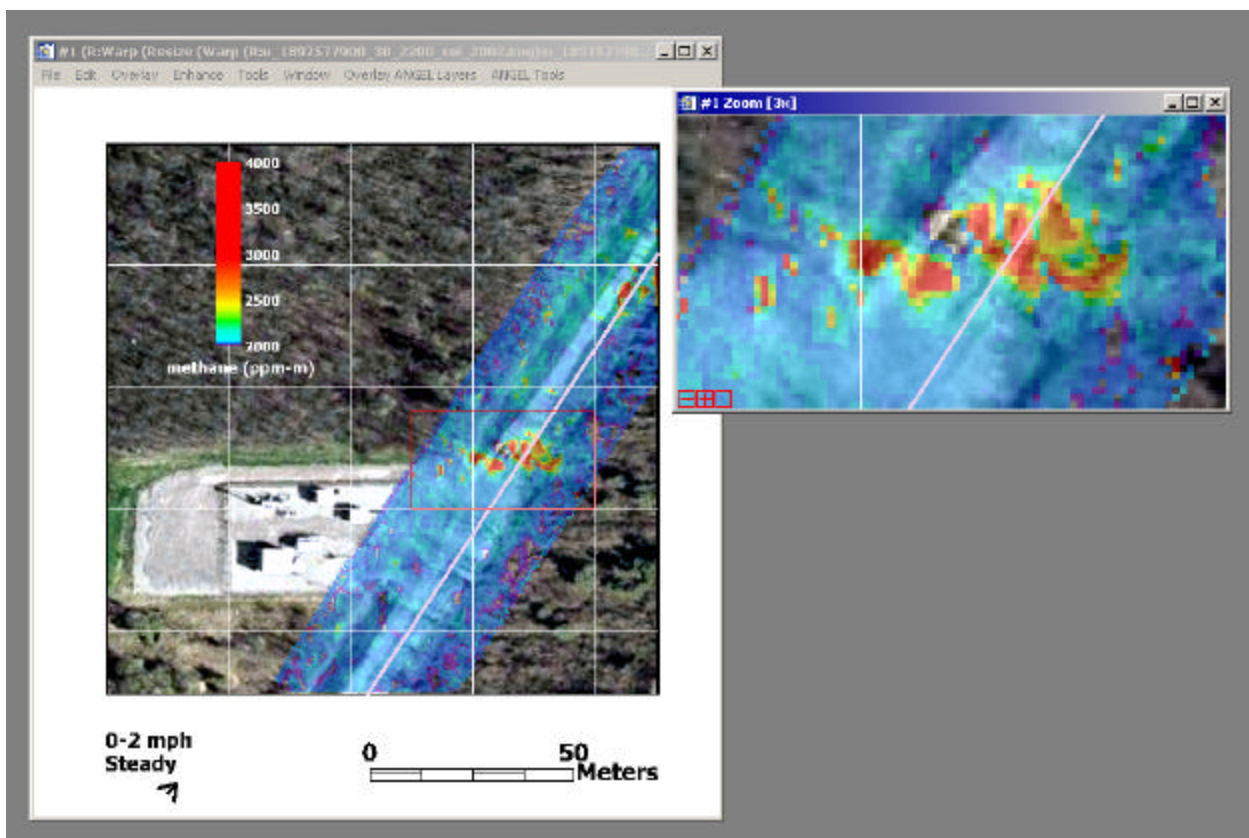 File Edit Overlay Enhance Tools Window Overlay ANGEL Layers ANGEL Tools
#1 Zoom [3x]
4000
3500
3000
2500
2000
methane (ppm-m)
0-2 mph
Steady
0 50
Meters